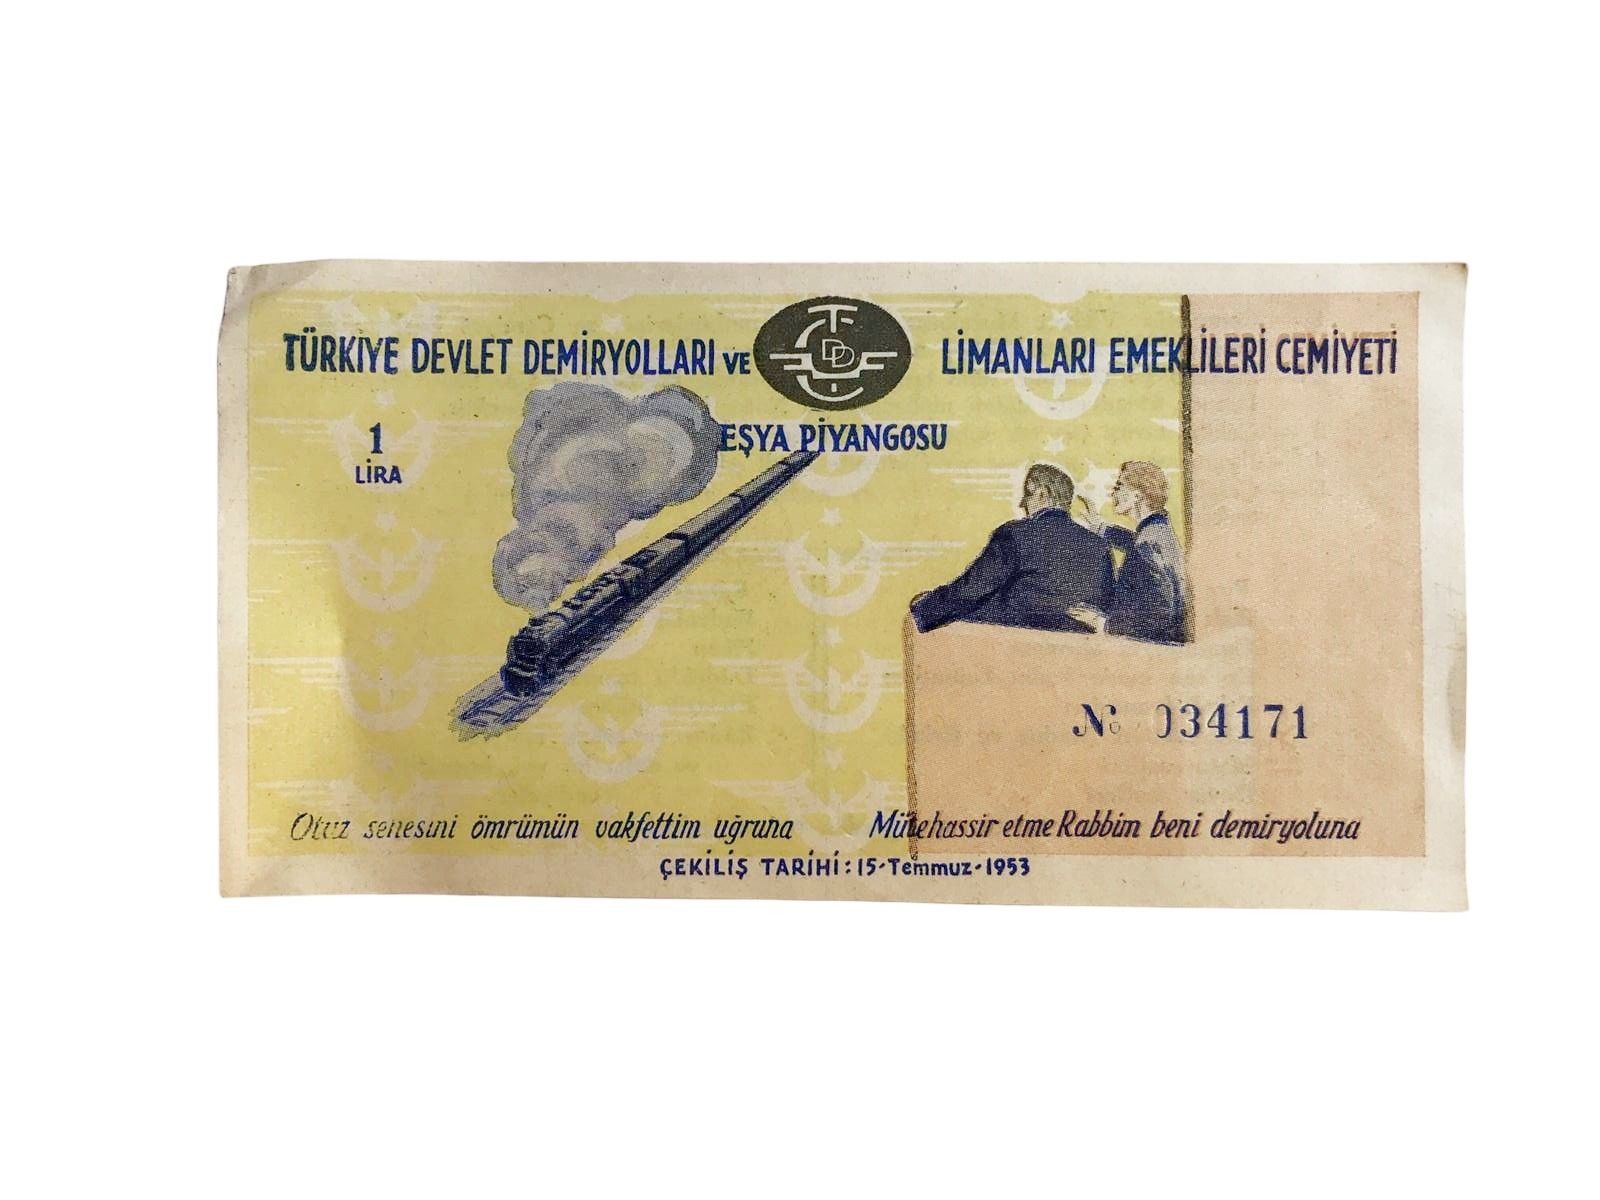 TÜRKİYE DEVLET DEMİRYOLLARI VE TCDD LİMANLARI EMEKLİLERİ CEMİYETİ
EŞYA PİYANGOSU
1
LİRA
№ 034171
Otuz senesini ömrümün vakfettim uğruna Mütehassir etme Rabbim beni demiryoluna
ÇEKİLİŞ TARİHİ: 15-Temmuz-1953